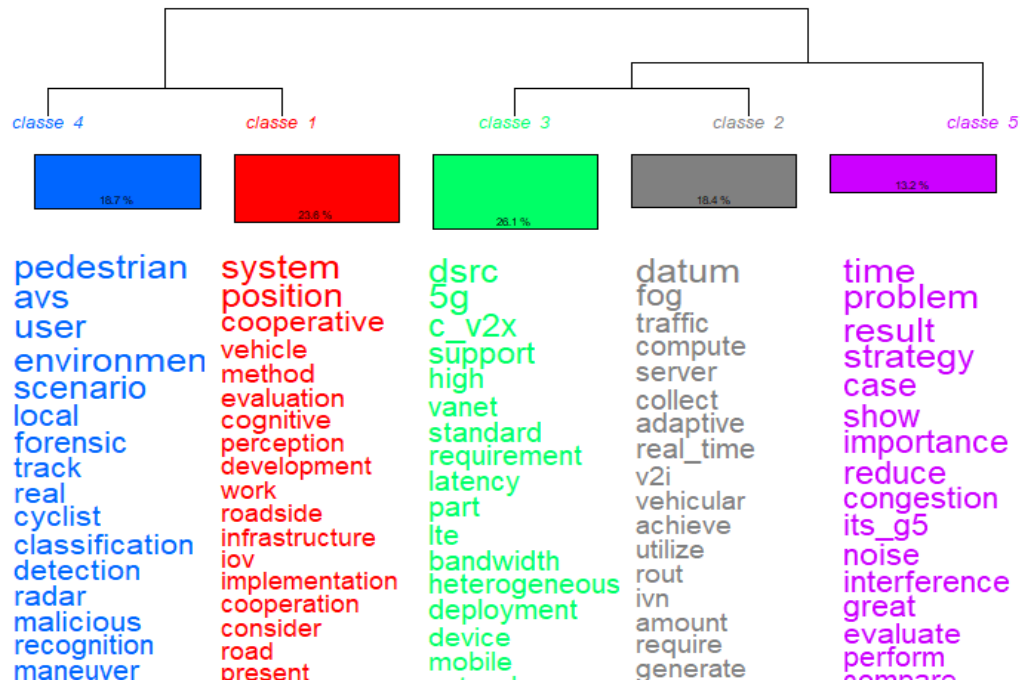 classe 4
classe 1
classe 3
classe 2
classe 5
18.7 %
23.6 %
26.1 %
18.4 %
13.2 %
pedestrian
avs
user
environmen
scenario
local
forensic
track
real
cyclist
classification
detection
radar
malicious
recognition
maneuver
system
position
cooperative
vehicle
method
evaluation
cognitive
perception
development
work
roadside
infrastructure
iov
implementation
cooperation
consider
road
present
dsrc
5g
c_v2x
support
high
vanet
standard
requirement
latency
part
lte
bandwidth
heterogeneous
deployment
device
mobile
datum
fog
traffic
compute
server
collect
adaptive
real_time
v2i
vehicular
achieve
utilize
rout
ivn
amount
require
generate
time
problem
result
strategy
case
show
importance
reduce
congestion
its_g5
noise
interference
great
evaluate
perform
compare